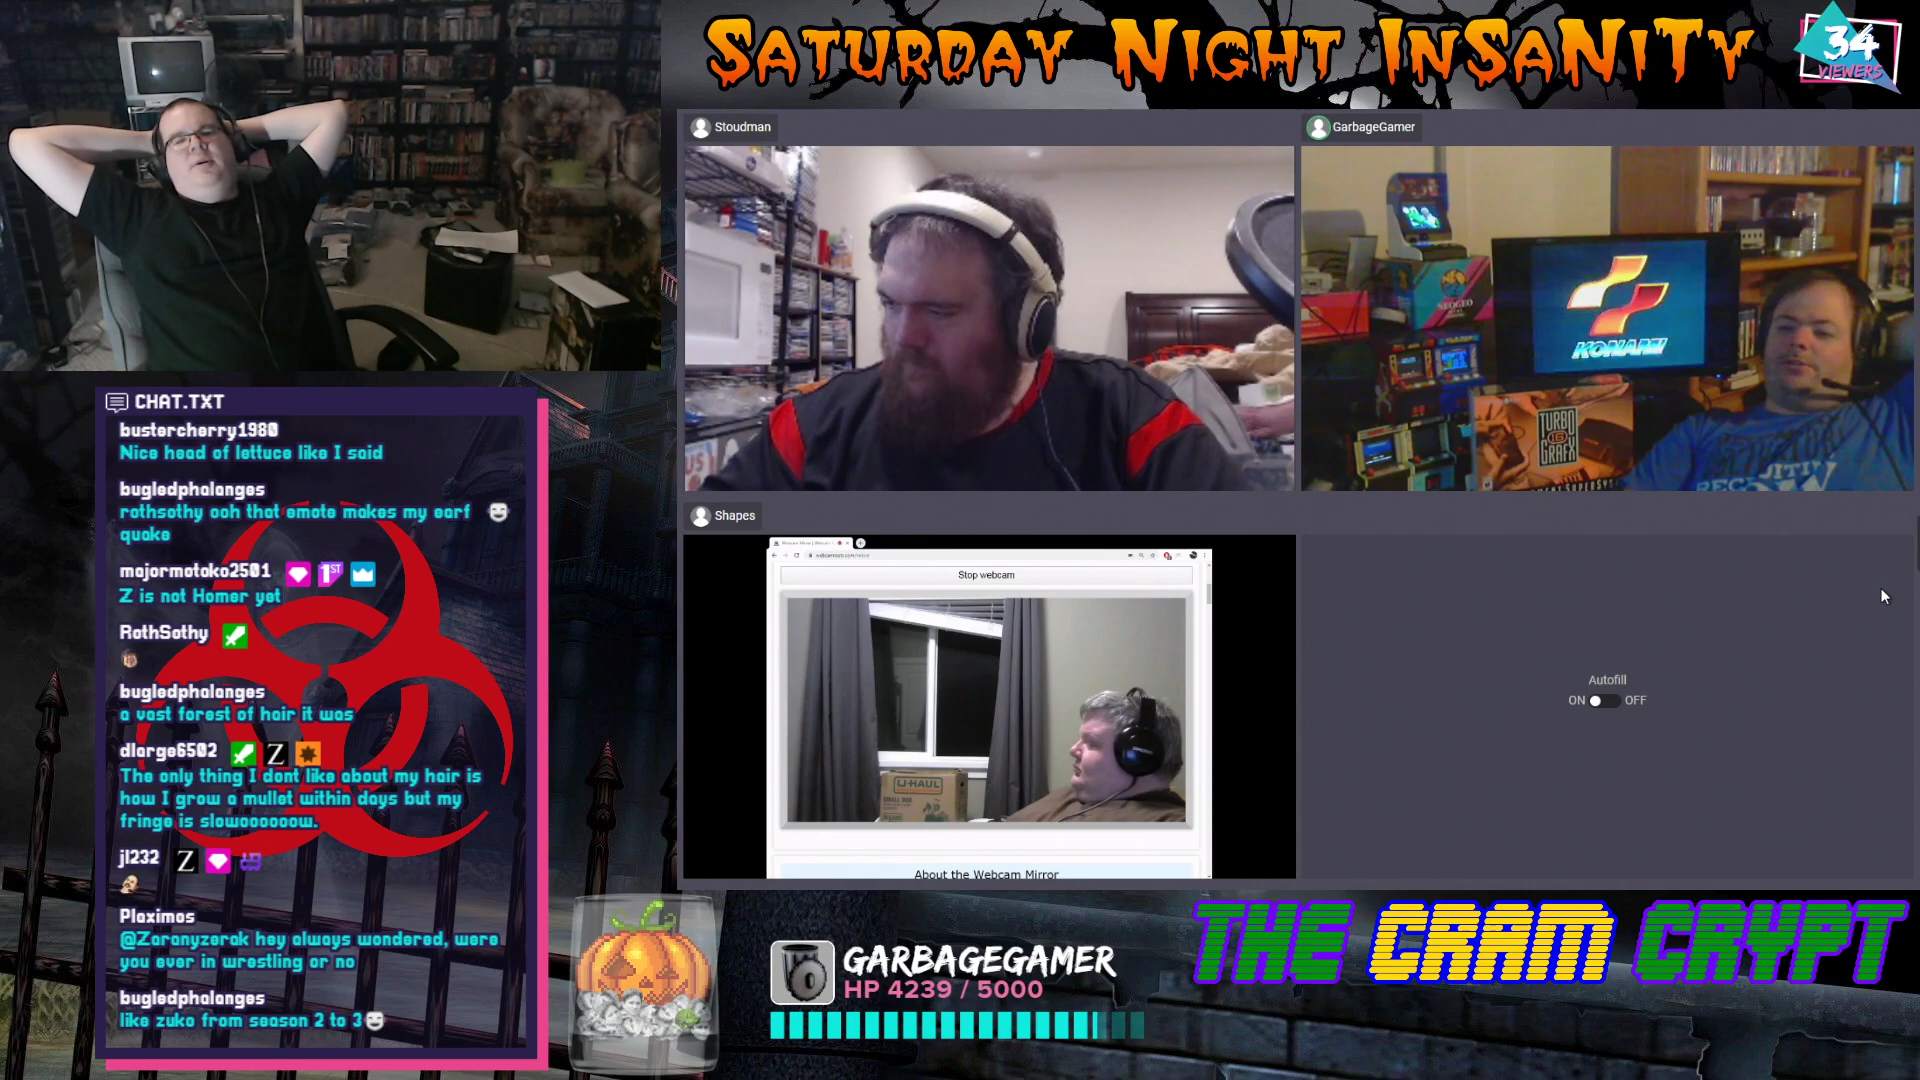 SATURDAY NIGHT INSANITY
34
VIEWERS
Stoudman
GarbageGamer
NEOGEO
KONAMI
TURBO
16
GRAFX
Shapes
Stop webcam
U-HAUL
SMALL BOX
About the Webcam Mirror
Autofill
ON OFF
CHAT.TXT
bustercherry1980
Nice head of lettuce like I said
bugledphalanges
rothsothy ooh that emote makes my earf
quake
majormotoko2501 1ST
Z is not Homer yet
RothSothy
bugledphalanges
a vast forest of hair it was
dlarge6502 Z
The only thing I dont like about my hair is
how I grow a mullet within days but my
fringe is slowoooooow.
jl232 Z
Plaximos
@Zaranyzerak hey always wondered, were
you ever in wrestling or no
bugledphalanges
like zuko from season 2 to 3
GARBAGEGAMER
HP 4239 / 5000
THE CRAM CRYPT